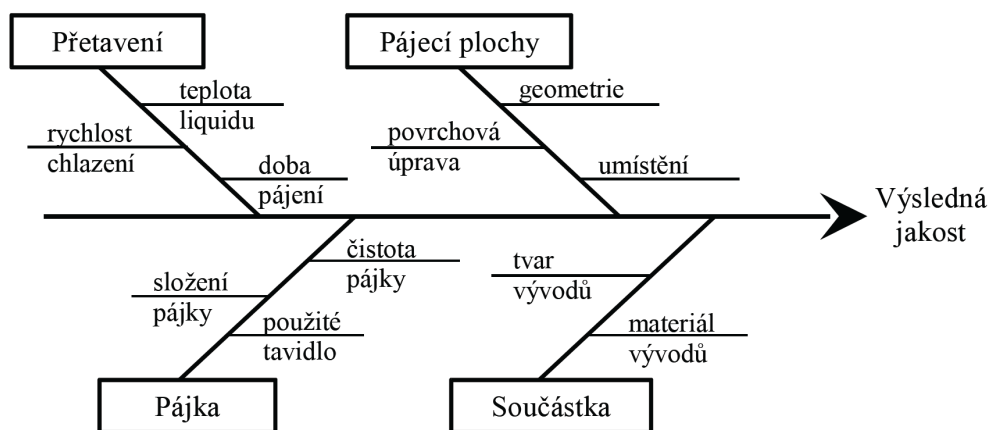 Přetavení
Pájecí plochy
teplota
liquidu
rychlost
chlazení
doba
pájení
geometrie
povrchová
úprava
umístění
Výsledná
jakost
čistota
pájky
složení
pájky
použité
tavidlo
tvar
vývodů
materiál
vývodů
Pájka
Součástka